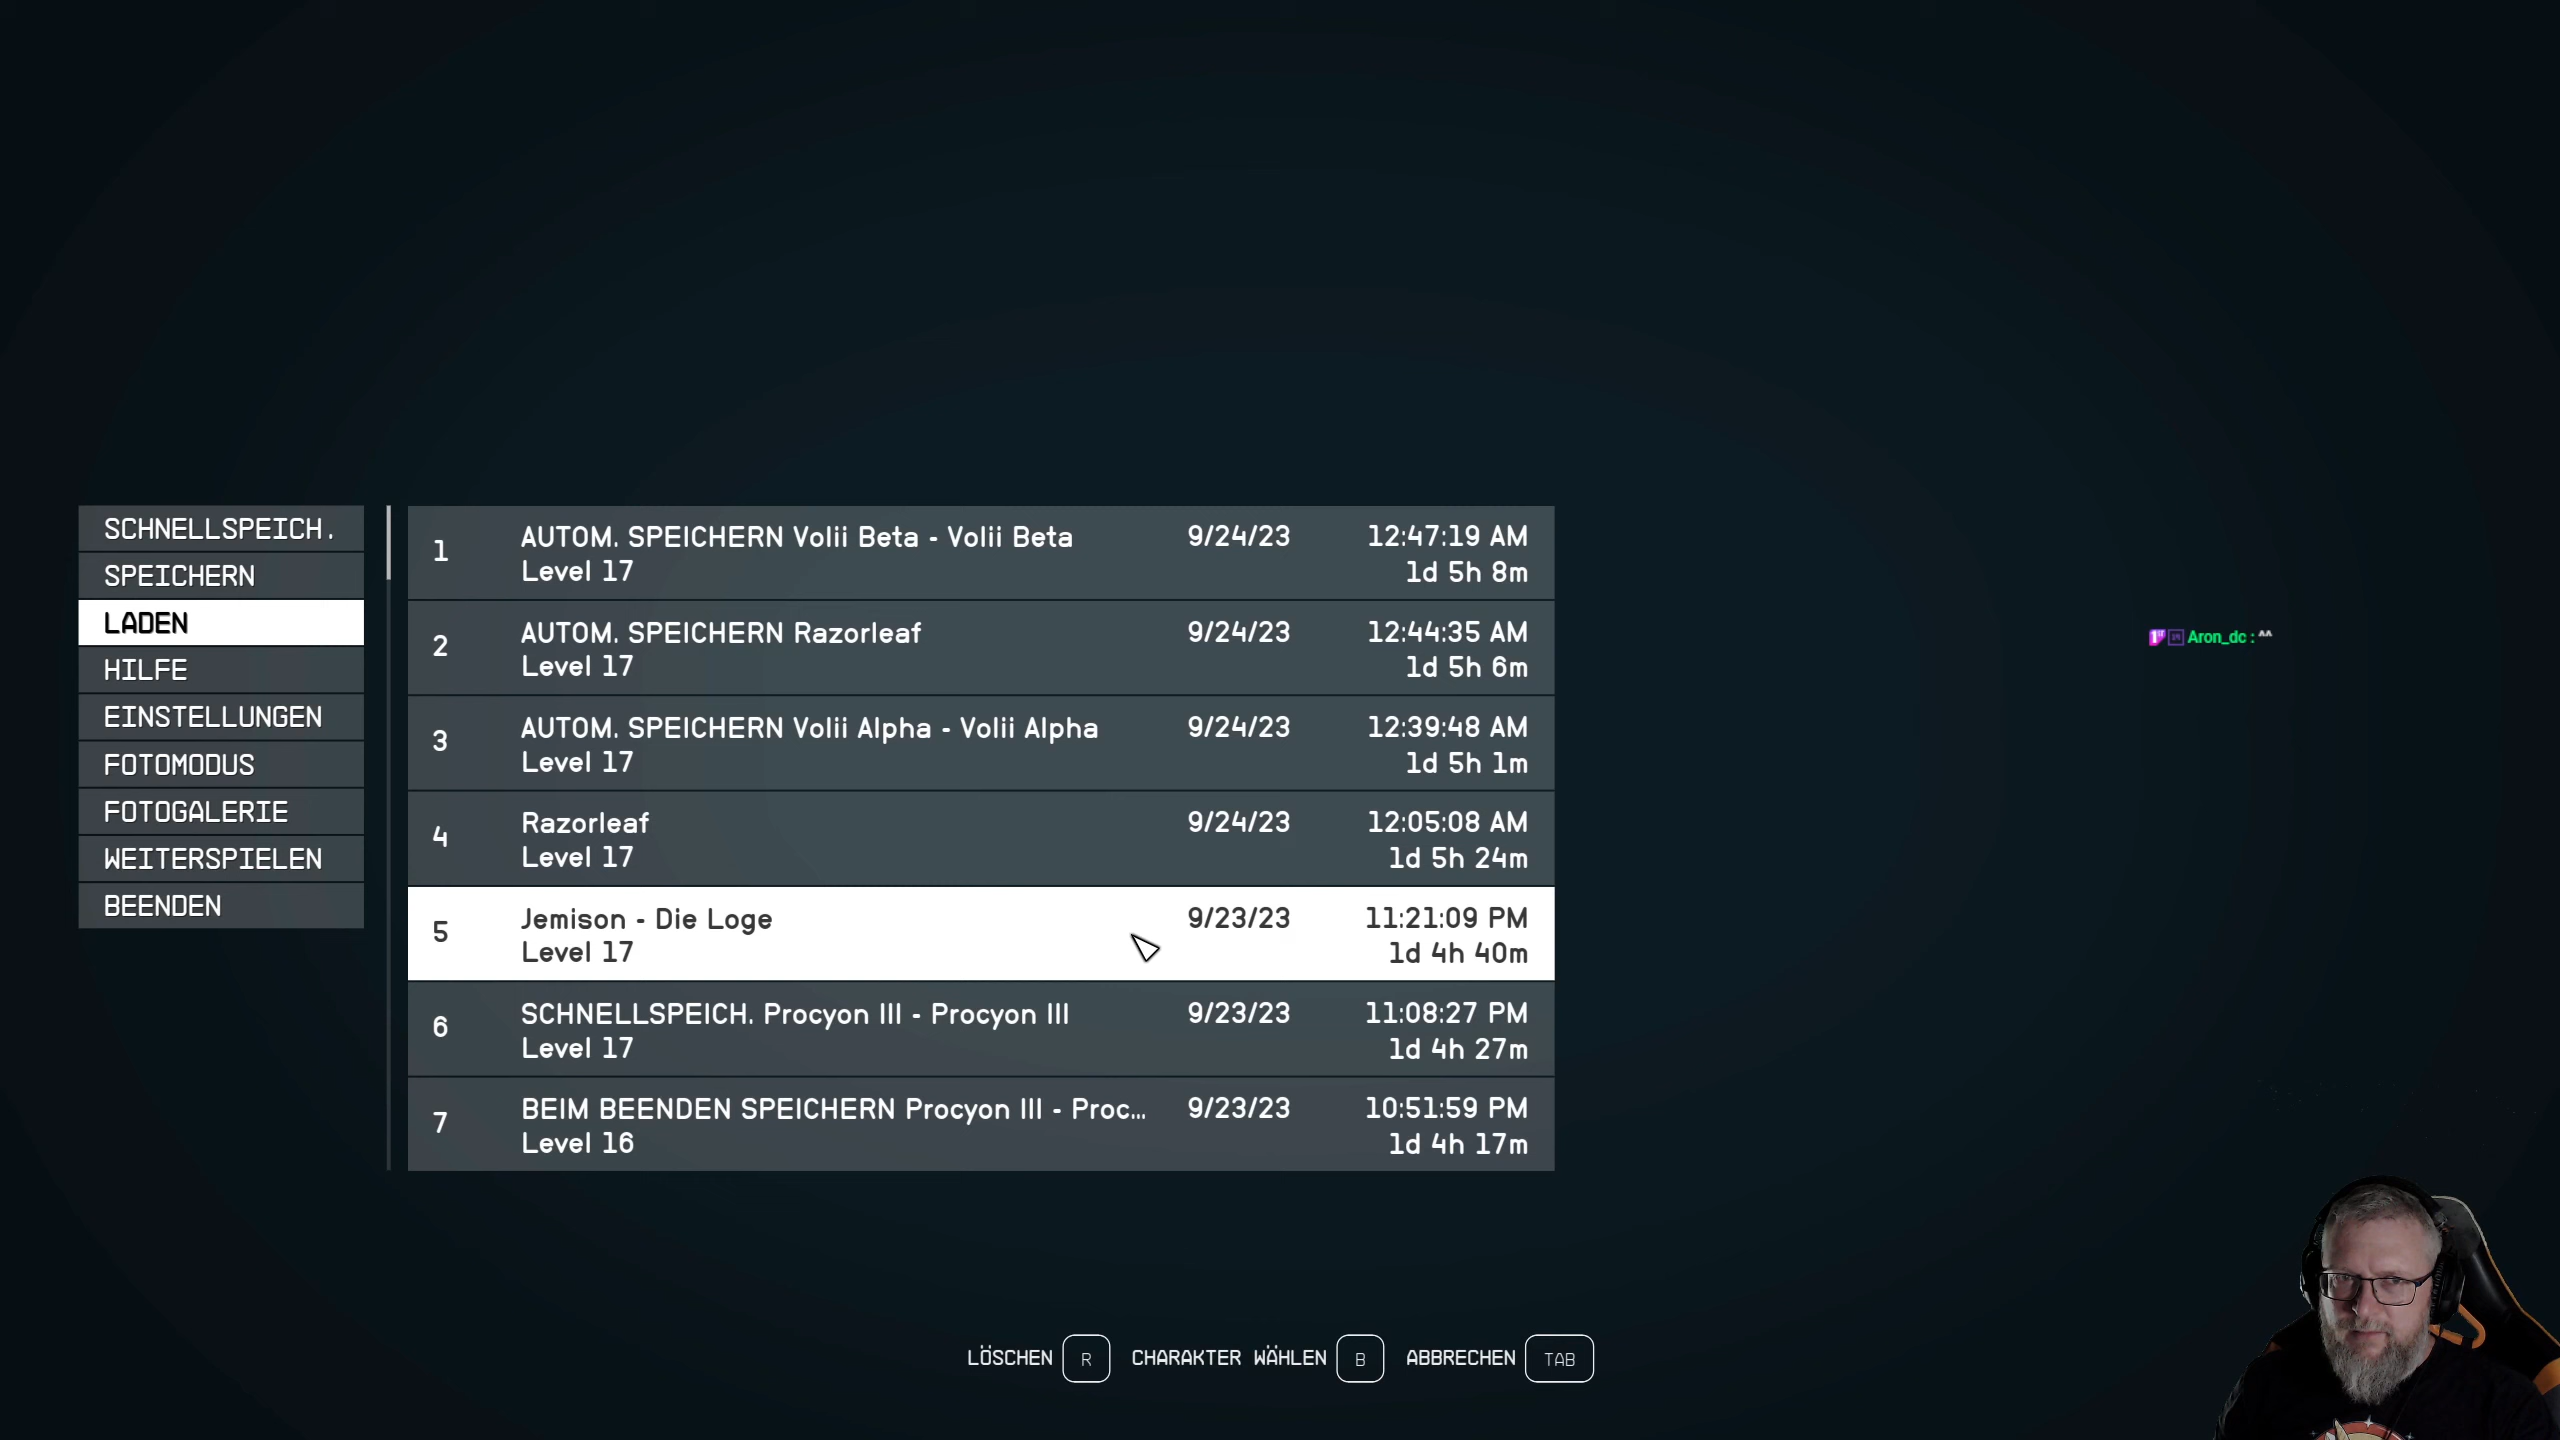 SCHNELLSPEICH.
SPEICHERN
LADEN
HILFE
EINSTELLUNGEN
FOTOMODUS
FOTOGALERIE
WEITERSPIELEN
BEENDEN
1 AUTOM. SPEICHERN Volii Beta - Volii Beta 9/24/23 12:47:19 AM
Level 17 1d 5h 8m
2 AUTOM. SPEICHERN Razorleaf 9/24/23 12:44:35 AM
Level 17 1d 5h 6m
3 AUTOM. SPEICHERN Volii Alpha - Volii Alpha 9/24/23 12:39:48 AM
Level 17 1d 5h 1m
4 Razorleaf 9/24/23 12:05:08 AM
Level 17 1d 5h 24m
5 Jemison - Die Loge 9/23/23 11:21:09 PM
Level 17 1d 4h 40m
6 SCHNELLSPEICH. Procyon III - Procyon III 9/23/23 11:08:27 PM
Level 17 1d 4h 27m
7 BEIM BEENDEN SPEICHERN Procyon III - Proc... 9/23/23 10:51:59 PM
Level 16 1d 4h 17m
Aron_dc : ^^
LÖSCHEN R CHARAKTER WÄHLEN B ABBRECHEN TAB